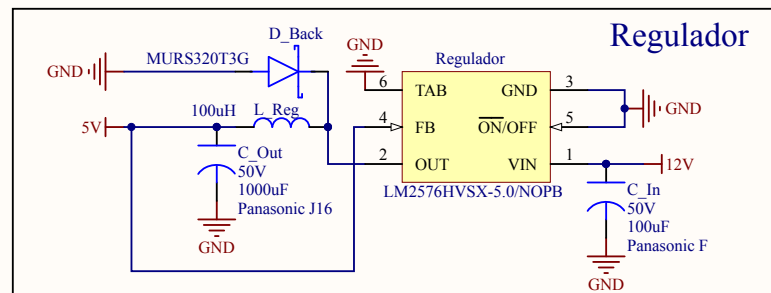 Regulador
D_Back
MURS320T3G
GND
GND
Regulador
6
TAB
GND
3
GND
100uH
L_Reg
5V
4
FB
ON/OFF
5
2
OUT
VIN
1
12V
C_Out
50V
1000uF
Panasonic J16
GND
LM2576HVSX-5.0/NOPB
C_In
50V
100uF
Panasonic F
GND